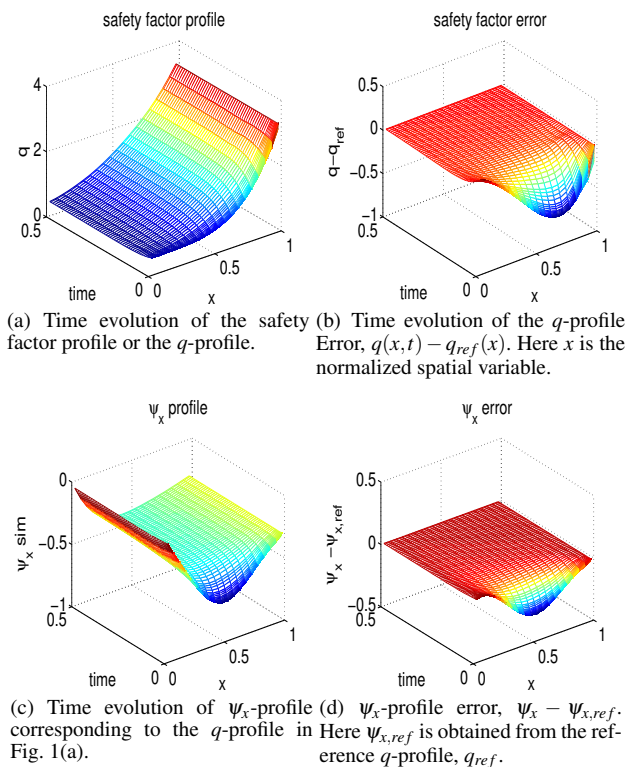 safety factor profile
4
2
0
q
0.5
time
0 0
0.5
1
x
(a) Time evolution of the safety
factor profile or the q-profile.
safety factor error
0.5
0
−0.5
−1
q−q_ref
0.5
time
0 0
0.5
1
x
(b) Time evolution of the q-profile
Error, q(x,t) − q_ref(x). Here x is the
normalized spatial variable.
ψ_x profile
0
−0.5
−1
ψ_x sim
0.5
time
0 0
0.5
1
x
(c) Time evolution of ψ_x-profile
corresponding to the q-profile in
Fig. 1(a).
ψ_x error
0.5
0
−0.5
ψ_x −ψ_x,ref
0.5
time
0 0
0.5
1
x
(d) ψ_x-profile error, ψ_x − ψ_x,ref.
Here ψ_x,ref is obtained from the ref-
erence q-profile, q_ref.